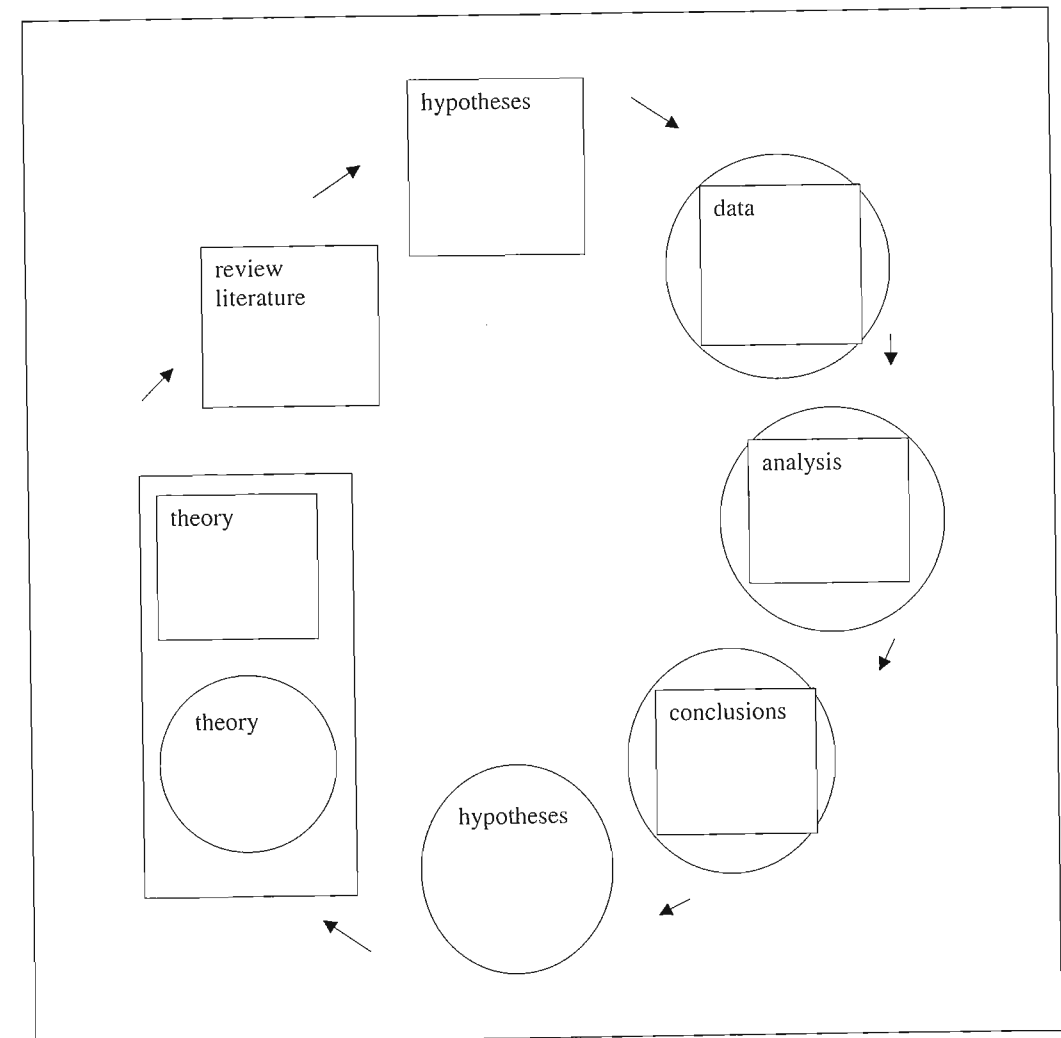 hypotheses
data
review
literature
analysis
theory
conclusions
theory
hypotheses